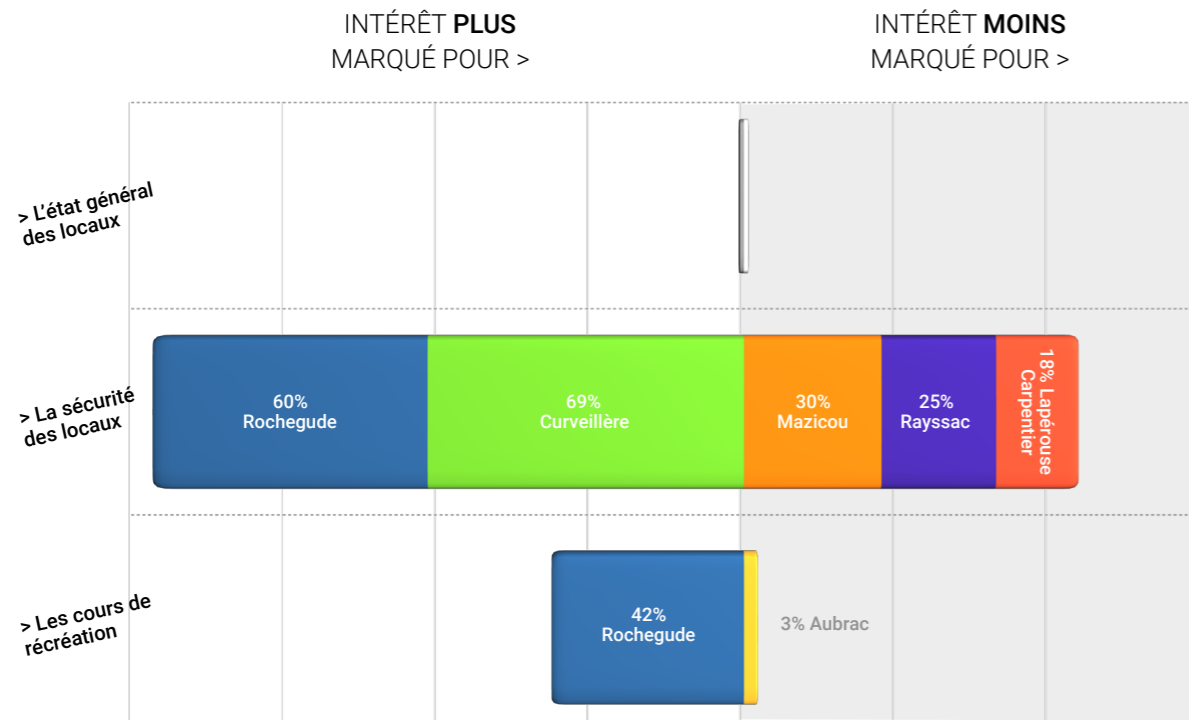 INTÉRÊT PLUS
MARQUÉ POUR >
INTÉRÊT MOINS
MARQUÉ POUR >
> L'état général
des locaux
> La sécurité
des locaux
60%
Rochegude
69%
Curveillère
30%
Mazicou
25%
Rayssac
18% Lapérouse
Carpentier
> Les cours de
récréation
42%
Rochegude
3% Aubrac